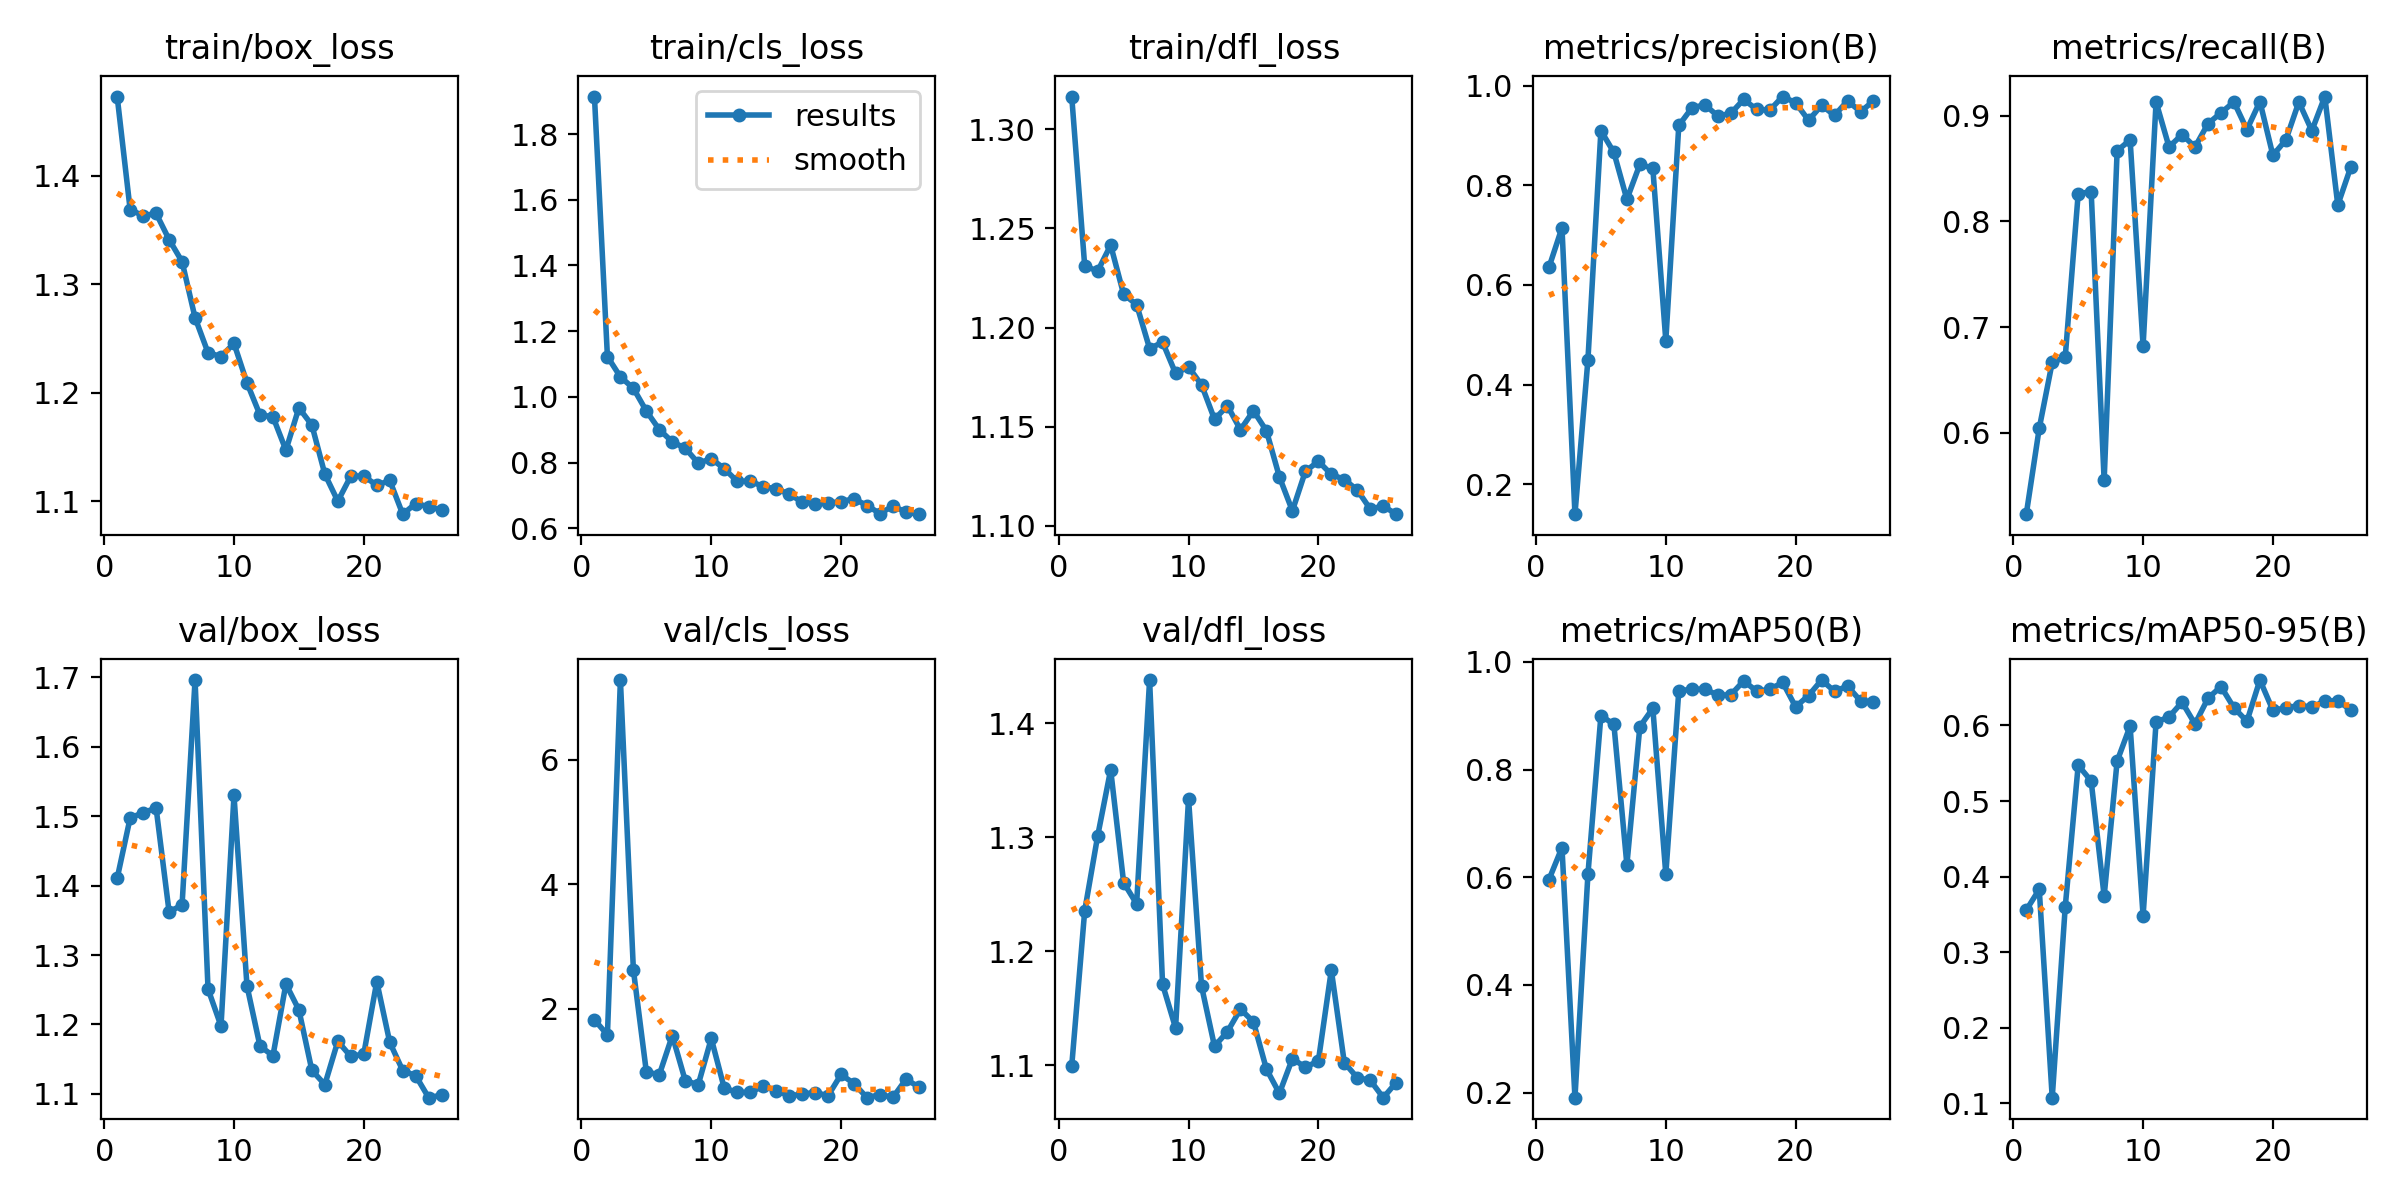 train/box_loss
train/cls_loss
train/dfl_loss
metrics/precision(B)
metrics/recall(B)
1.4
1.3
1.2
1.1
0 10 20
results
smooth
1.8
1.6
1.4
1.2
1.0
0.8
0.6
0 10 20
1.30
1.25
1.20
1.15
1.10
0 10 20
1.0
0.8
0.6
0.4
0.2
0 10 20
0.9
0.8
0.7
0.6
0 10 20
val/box_loss
val/cls_loss
val/dfl_loss
metrics/mAP50(B)
metrics/mAP50-95(B)
1.7
1.6
1.5
1.4
1.3
1.2
1.1
0 10 20
6
4
2
0 10 20
1.4
1.3
1.2
1.1
0 10 20
1.0
0.8
0.6
0.4
0.2
0 10 20
0.6
0.5
0.4
0.3
0.2
0.1
0 10 20